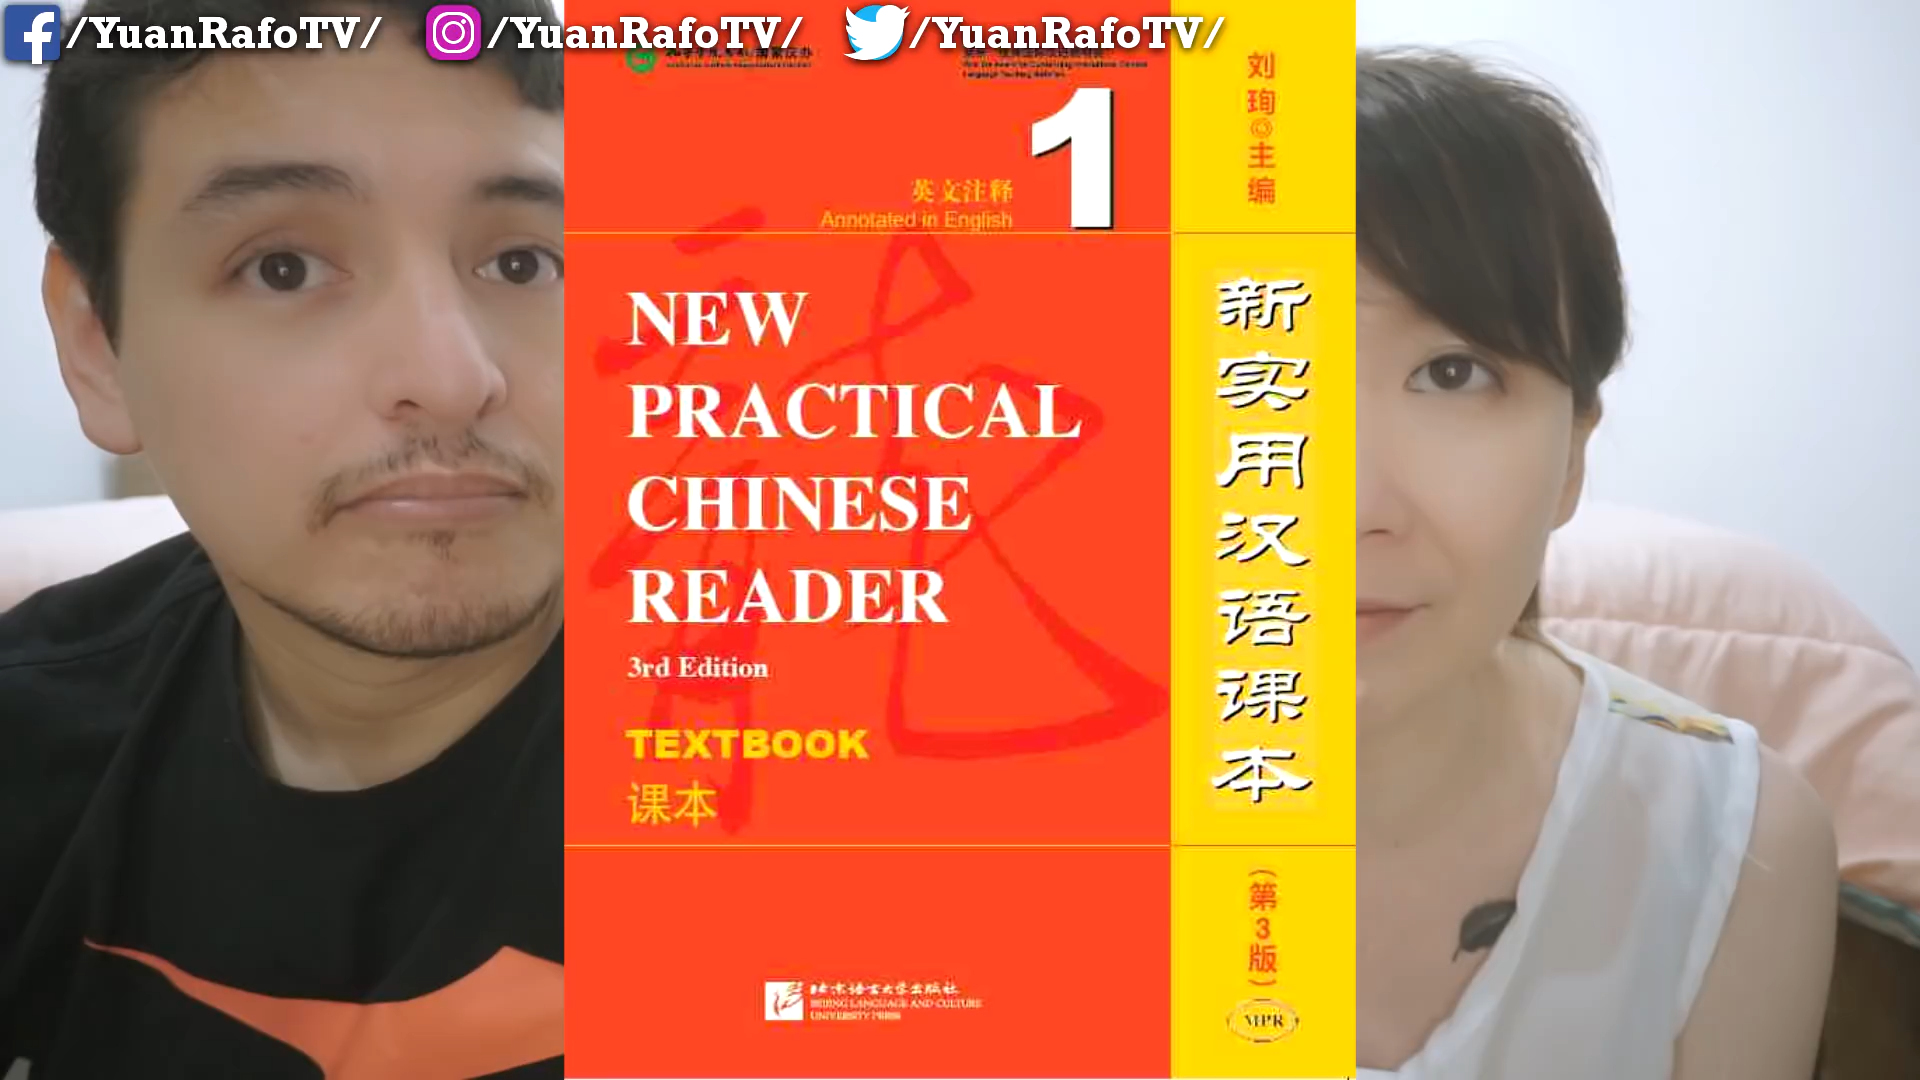 /YuanRafoTV/ /YuanRafoTV/ /YuanRafoTV/
1
英文注释
Annotated in English
NEW
PRACTICAL
CHINESE
READER
3rd Edition
TEXTBOOK
课本
北京语言大学出版社
BEIJING LANGUAGE AND CULTURE
UNIVERSITY PRESS
刘珣◎主编
新实用汉语课本
(第3版)
MPR